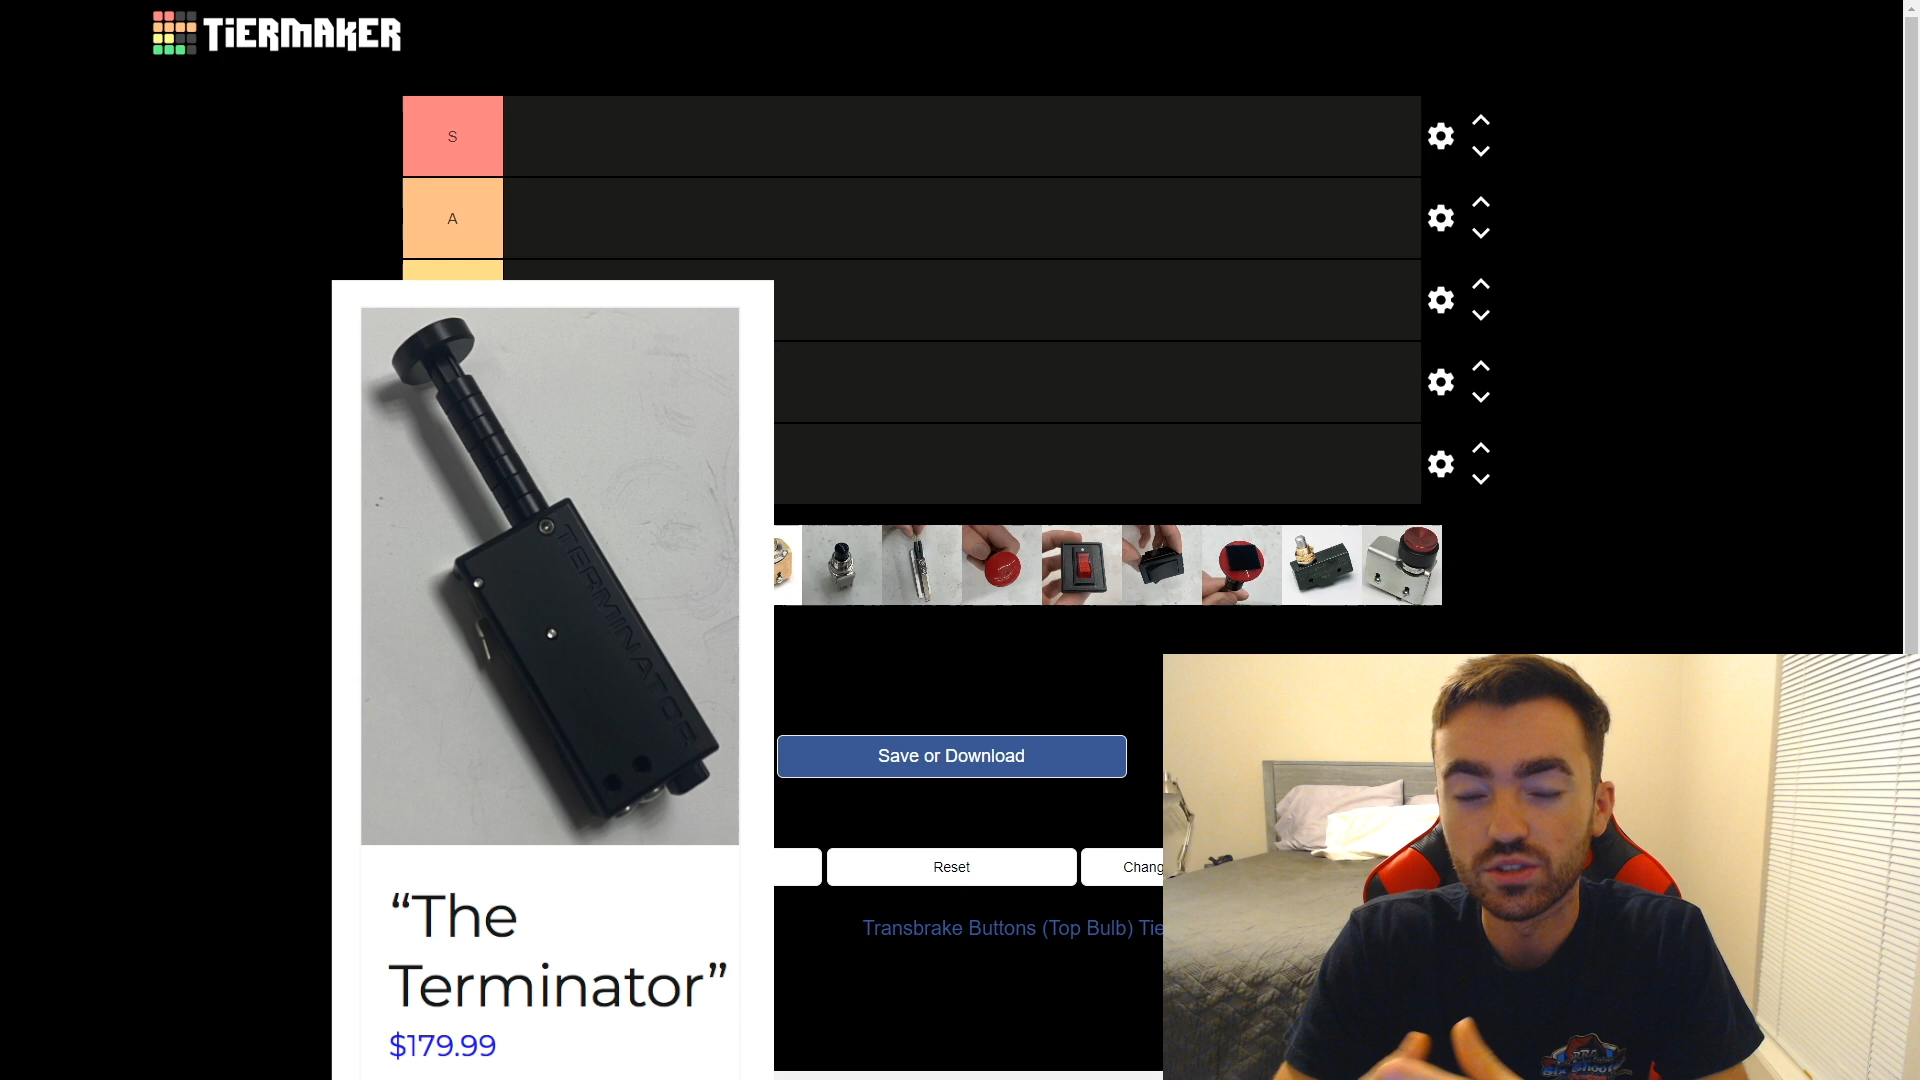 TiERMAKER
S
A
TERMINATOR
Save or Download
Reset
Chang
Transbrake Buttons (Top Bulb) Tie
“The
Terminator”
$179.99